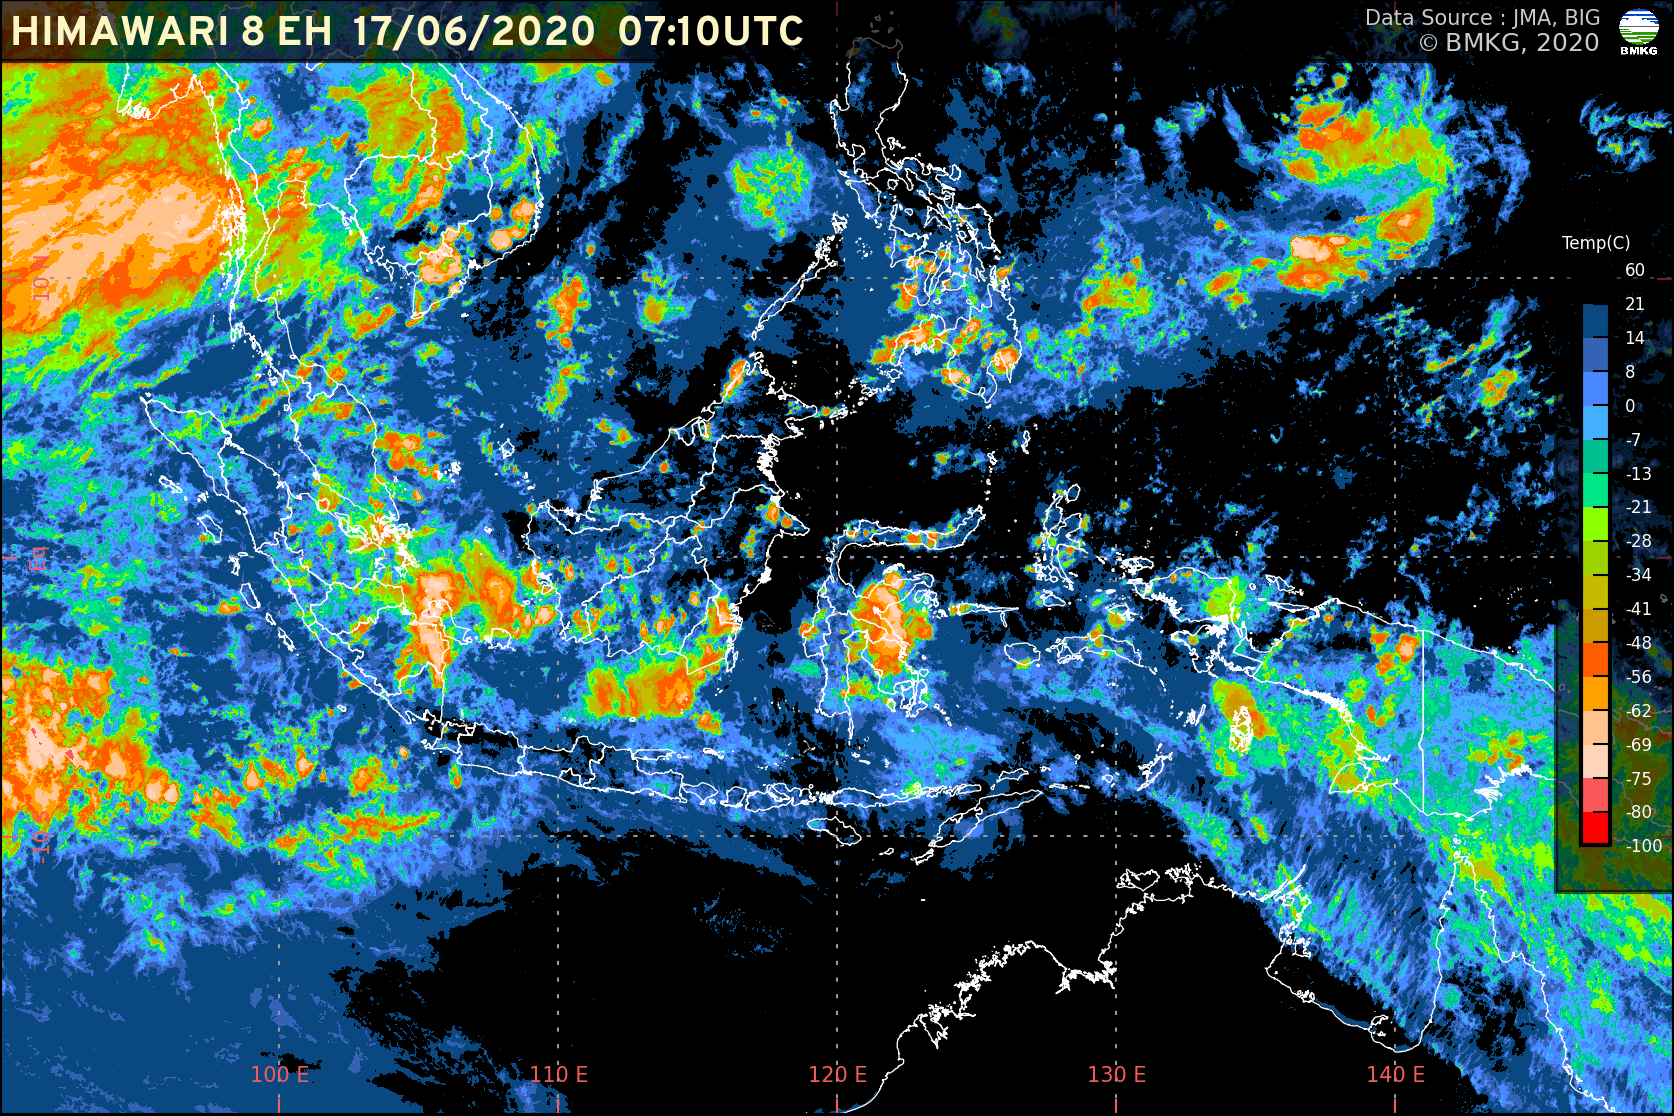 HIMAWARI 8 EH 17/06/2020 07:10UTC
Data Source : JMA, BIG
© BMKG, 2020
BMKG
Temp(C)
60
21
14
8
0
-7
-13
-21
-28
-34
-41
-48
-56
-62
-69
-75
-80
-100
10 N
Eq
-10
100 E
110 E
120 E
130 E
140 E